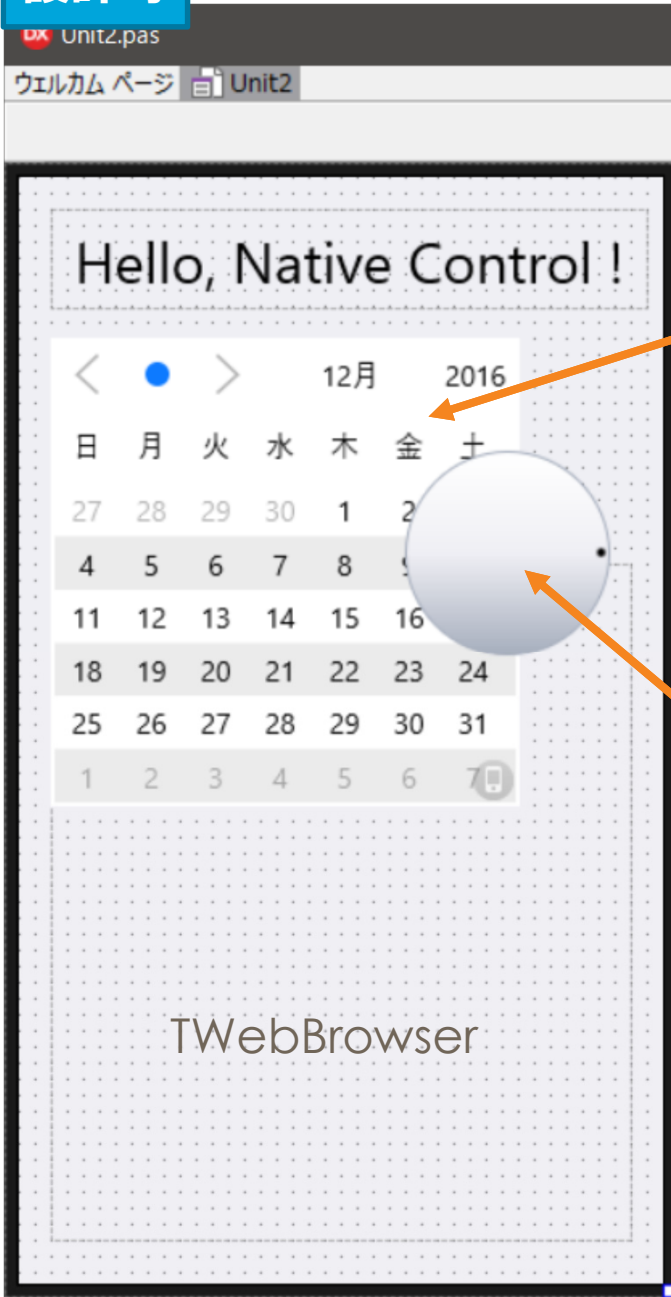 DX Unit2.pas
ウェルカム ページ Unit2
Hello, Native Control !
12月 2016
日 月 火 水 木 金 土
27 28 29 30 1 2
4 5 6 7 8
11 12 13 14 15 16
18 19 20 21 22 23 24
25 26 27 28 29 30 31
1 2 3 4 5 6 7
TWebBrowser